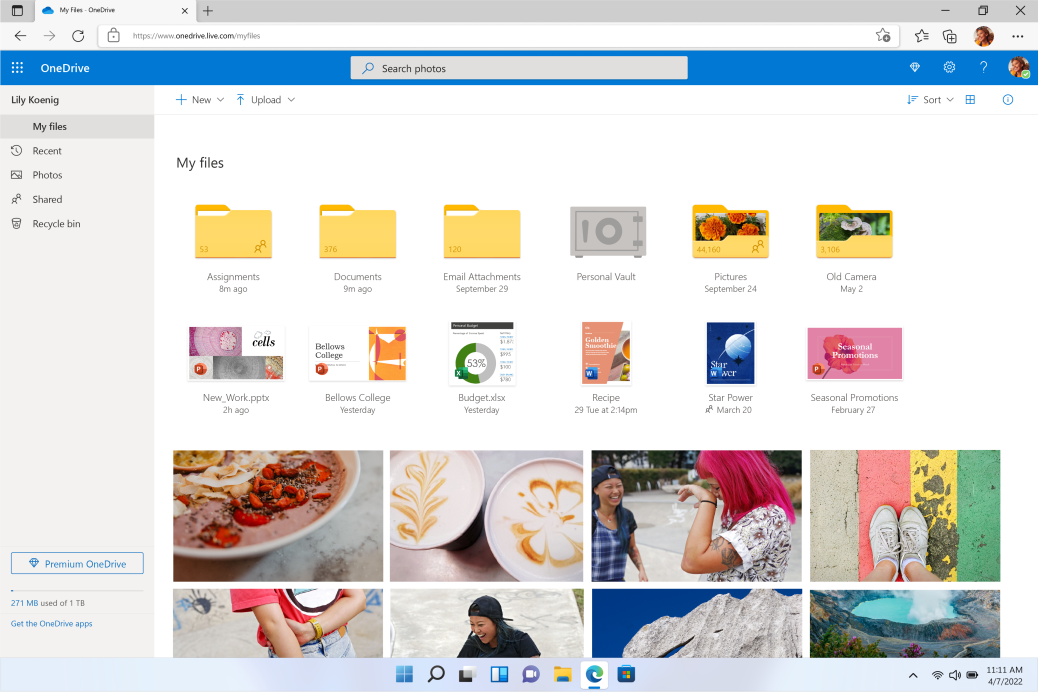 My Files - OneDrive
https://www.onedrive.live.com/myfiles
OneDrive
Search photos
Lily Koenig
New
Upload
Sort
My files
Recent
Photos
Shared
Recycle bin
My files
53
376
120
44,160
3,106
Assignments
8m ago
Documents
9m ago
Email Attachments
September 29
Personal Vault
Pictures
September 24
Old Camera
May 2
cells
Bellows
College
Personal Budget
53%
Golden
Smoothie
Star
Power
Seasonal
Promotions
New_Work.pptx
2h ago
Bellows College
Yesterday
Budget.xlsx
Yesterday
Recipe
29 Tue at 2:14pm
Star Power
March 20
Seasonal Promotions
February 27
Premium OneDrive
271 MB used of 1 TB
Get the OneDrive apps
11:11 AM
4/7/2022